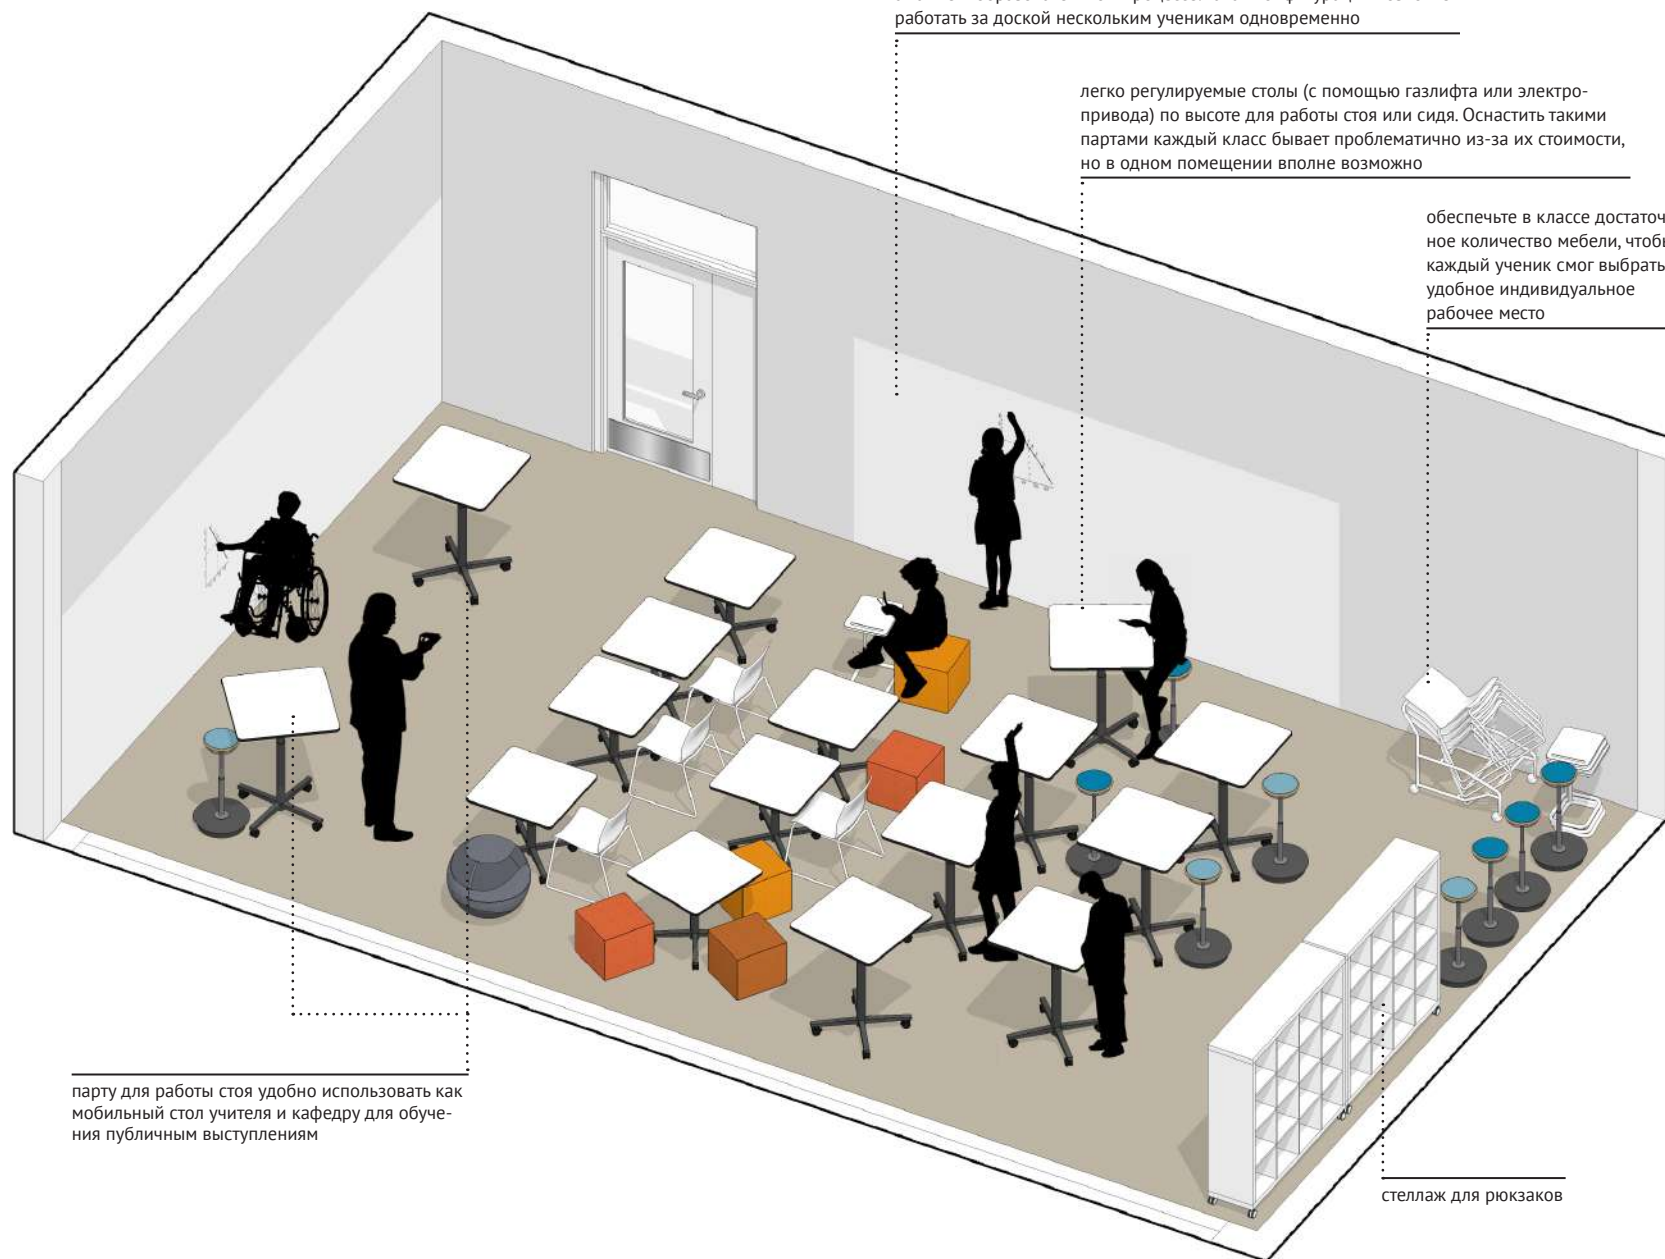 работать за доской нескольким ученикам одновременно
легко регулируемые столы (с помощью газлифта или электро-
привода) по высоте для работы стоя или сидя. Оснастить такими
партами каждый класс бывает проблематично из-за их стоимости,
но в одном помещении вполне возможно
обеспечьте в классе достаточ
ное количество мебели, чтобы
каждый ученик смог выбрать
удобное индивидуальное
рабочее место
парту для работы стоя удобно использовать как
мобильный стол учителя и кафедру для обуче-
ния публичным выступлениям
стеллаж для рюкзаков